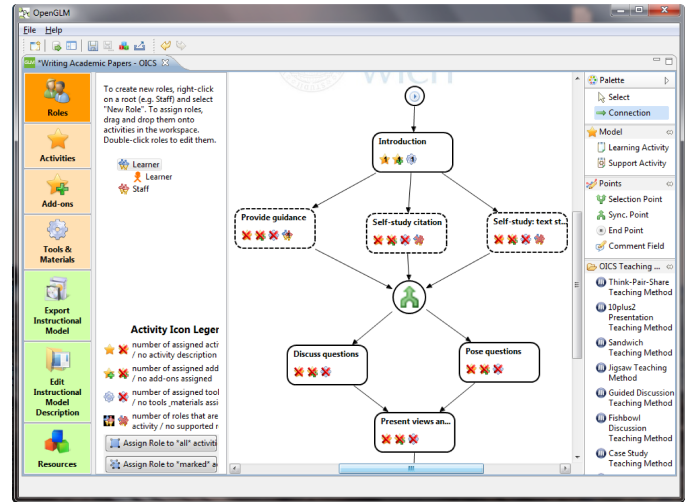 OpenGLM
File Help
GLM *Writing Academic Papers - OICS
Roles
Activities
Add-ons
Tools &
Materials
Export
Instructional
Model
Edit
Instructional
Model
Description
Resources
To create new roles, right-click
on a root (e.g. Staff) and select
"New Role". To assign roles,
drag and drop them onto
activities in the workspace.
Double-click roles to edit them.
Learner
Learner
Staff
Activity Icon Leger
number of assigned acti
/ no activity description
number of assigned add
/ no add-ons assigned
number of assigned tool
/ no tools_materials assi
number of roles that are
activity / no supported r
Assign Role to "all" activiti
Assign Role to "marked" a
Introduction
Provide guidance
Self-study citation
Self-study: text st...
Discuss questions
Pose questions
Present views an...
Palette
Select
Connection
Model
Learning Activity
Support Activity
Points
Selection Point
Sync. Point
End Point
Comment Field
OICS Teaching ...
Think-Pair-Share
Teaching Method
10plus2
Presentation
Teaching Method
Sandwich
Teaching Method
Jigsaw Teaching
Method
Guided Discussion
Teaching Method
Fishbowl
Discussion
Teaching Method
Case Study
Teaching Method